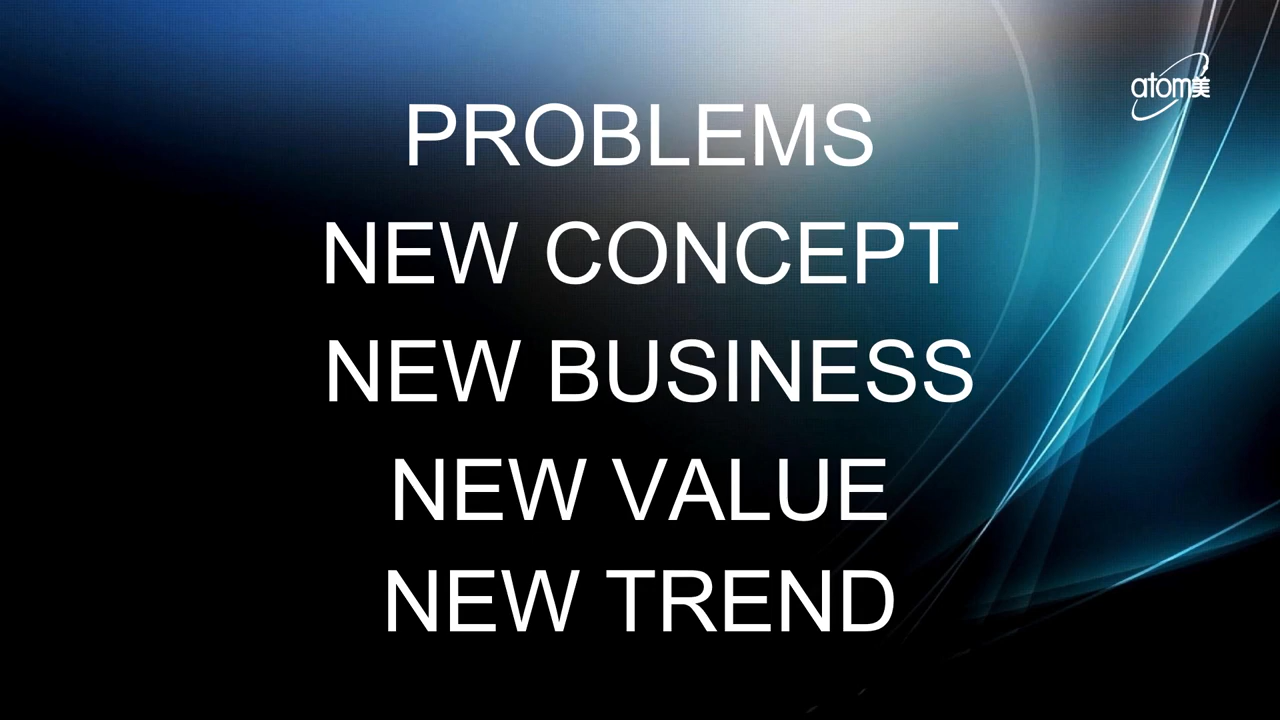 atom美
PROBLEMS
NEW CONCEPT
NEW BUSINESS
NEW VALUE
NEW TREND